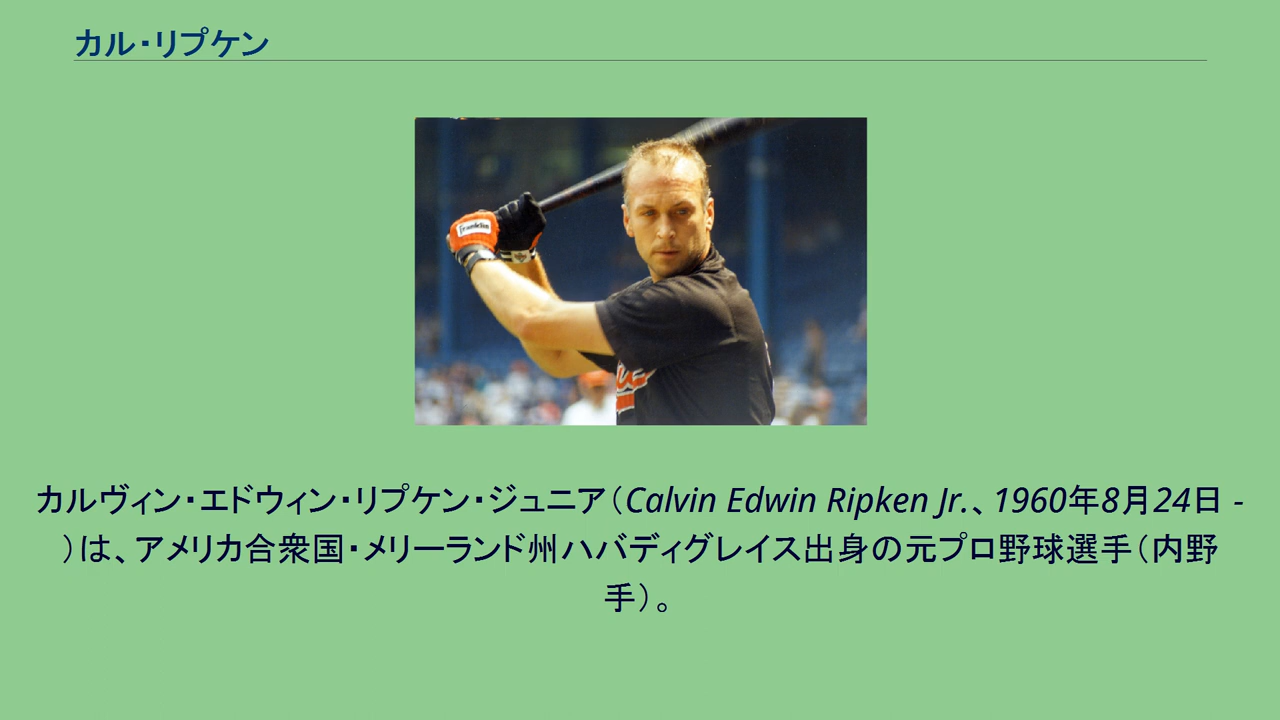 カル・リプケン
Franklin
カルヴィン・エドウィン・リプケン・ジュニア（Calvin Edwin Ripken Jr.、1960年8月24日 -
）は、アメリカ合衆国・メリーランド州ハバディグレイス出身の元プロ野球選手（内野
手）。